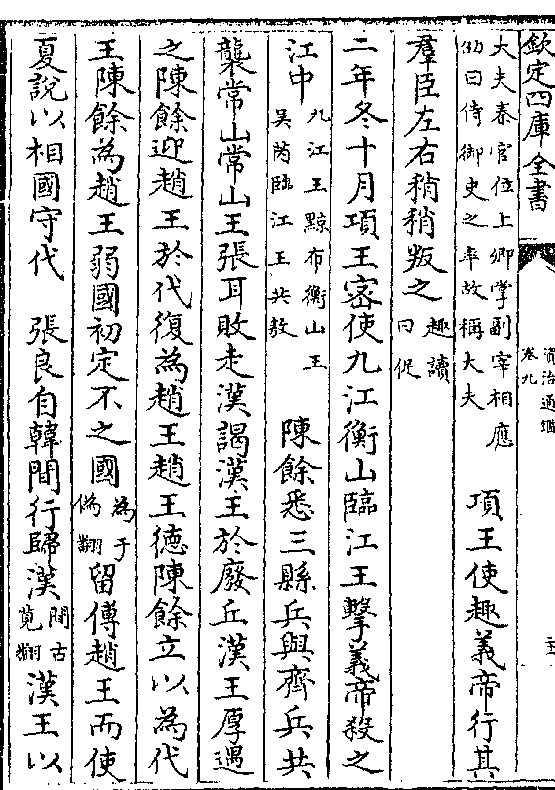 欽定四庫全書
資治通鑑
卷九
大夫春官位上卿掌副宰相應
劭曰侍御史之率故稱大夫
項王使趣義帝行其
羣臣左右稍稍叛之趣讀曰促
二年冬十月項王密使九江衡山臨江王擊義帝殺之
江中九江王黥布衡山王吳芮臨江王共敖 陳餘悉三縣兵與齊兵共
襲常山常山王張耳敗走漢謁漢王於廢丘漢王厚遇
之陳餘迎趙王於代復為趙王趙王德陳餘立以為代
王陳餘為趙王弱國初定不之國為于偽翻留傅趙王而使
夏說以相國守代 張良自韓間行歸漢間古莧翻漢王以